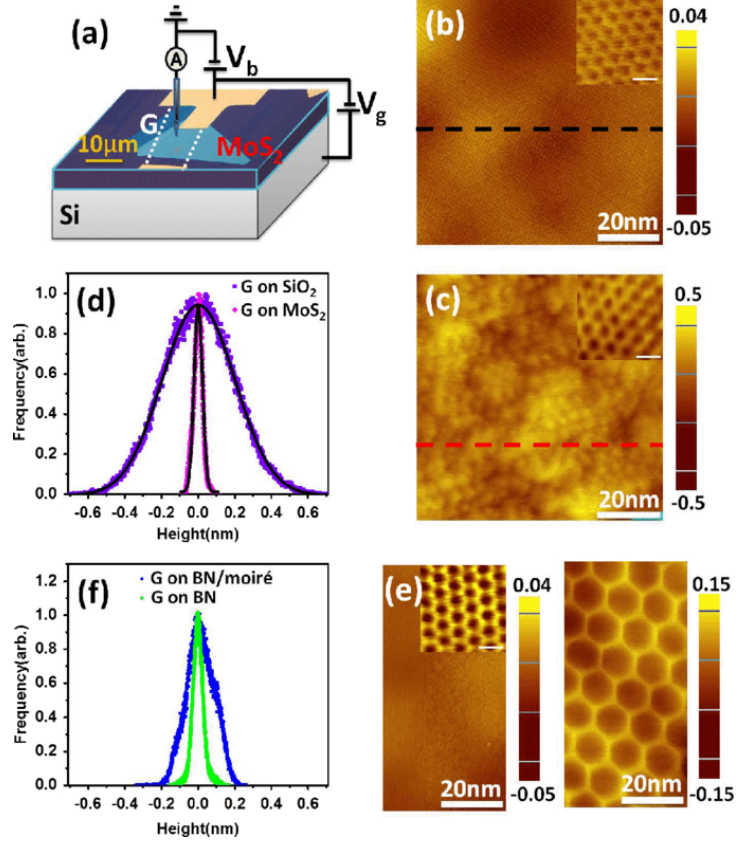 (a)
A
V_b
V_g
G
10μm
MoS₂
Si
(b)
0.04
-0.05
20nm
(d)
G on SiO₂
G on MoS₂
Frequency(arb.)
1.0
0.8
0.6
0.4
0.2
0.0
-0.6 -0.4 -0.2 0.0 0.2 0.4 0.6
Height(nm)
(c)
0.5
-0.5
20nm
(f)
G on BN/moiré
G on BN
Frequency(arb.)
1.2
1.0
0.8
0.6
0.4
0.2
0.0
-0.6 -0.4 -0.2 0.0 0.2 0.4 0.6
Height(nm)
(e)
0.04
-0.05
20nm
0.15
-0.15
20nm